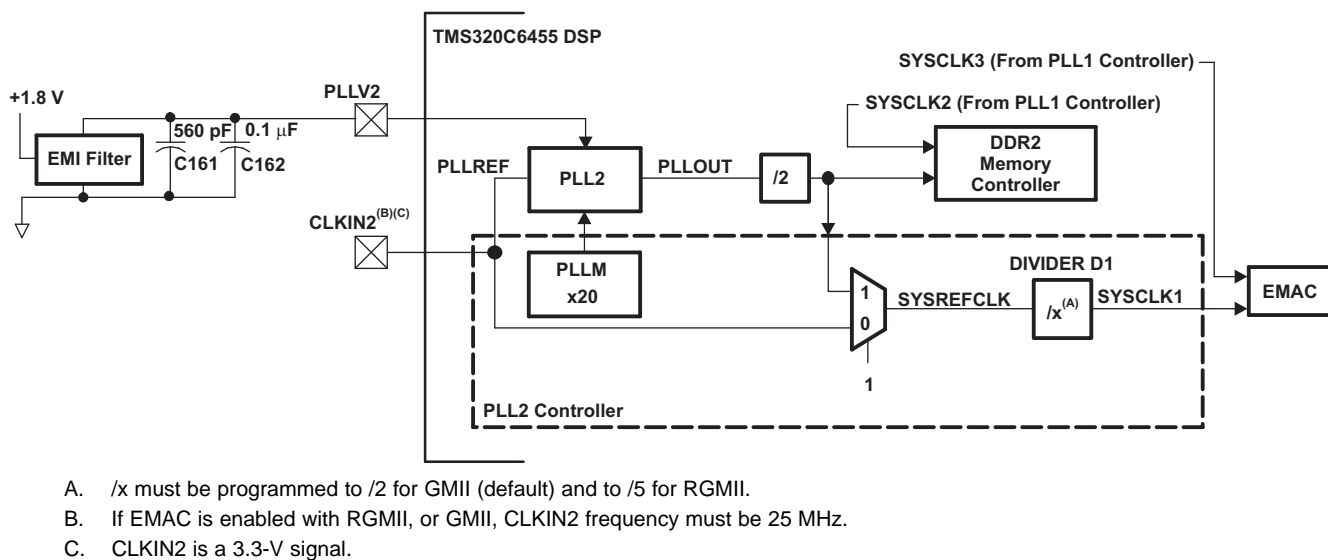 TMS320C6455 DSP
SYSCLK3 (From PLL1 Controller)
+1.8 V
PLLV2
SYSCLK2 (From PLL1 Controller)
560 pF
0.1 μF
EMI Filter
C161
C162
DDR2
Memory
Controller
PLLREF
PLL2
PLLOUT
/2
CLKIN2(B)(C)
PLLM
x20
DIVIDER D1
1
0
SYSREFCLK
/x(A)
SYSCLK1
EMAC
1
PLL2 Controller
A. /x must be programmed to /2 for GMII (default) and to /5 for RGMII.
B. If EMAC is enabled with RGMII, or GMII, CLKIN2 frequency must be 25 MHz.
C. CLKIN2 is a 3.3-V signal.